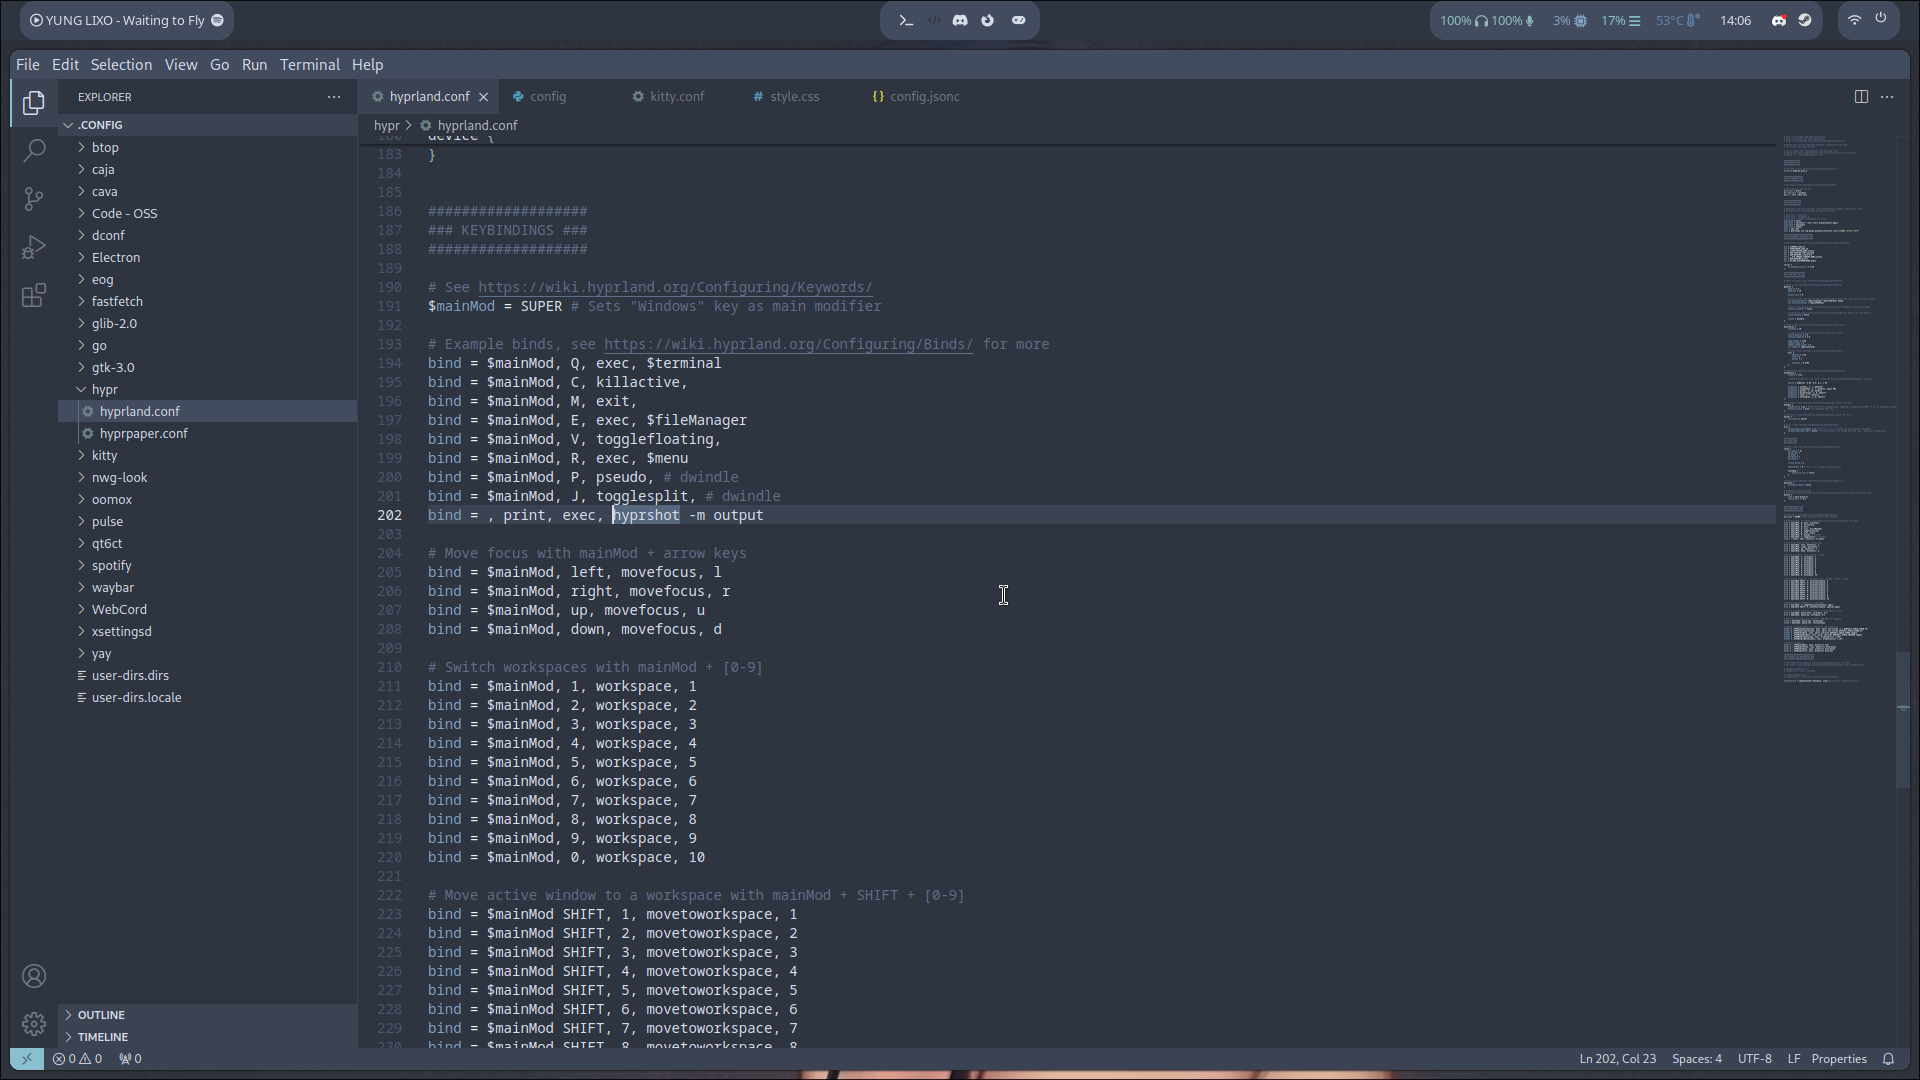 YUNG LIXO - Waiting to Fly
100% 100% 3% 17% 53°C 14:06
File Edit Selection View Go Run Terminal Help
EXPLORER
hyprland.conf config kitty.conf style.css config.jsonc
hypr > hyprland.conf
.CONFIG
btop
caja
cava
Code - OSS
dconf
Electron
eog
fastfetch
glib-2.0
go
gtk-3.0
hypr
hyprland.conf
hyprpaper.conf
kitty
nwg-look
oomox
pulse
qt6ct
spotify
waybar
WebCord
xsettingsd
yay
user-dirs.dirs
user-dirs.locale
OUTLINE
TIMELINE
device {
183 }
184
185
186 ###################
187 ### KEYBINDINGS ###
188 ###################
189
190 # See https://wiki.hyprland.org/Configuring/Keywords/
191 $mainMod = SUPER # Sets "Windows" key as main modifier
192
193 # Example binds, see https://wiki.hyprland.org/Configuring/Binds/ for more
194 bind = $mainMod, Q, exec, $terminal
195 bind = $mainMod, C, killactive,
196 bind = $mainMod, M, exit,
197 bind = $mainMod, E, exec, $fileManager
198 bind = $mainMod, V, togglefloating,
199 bind = $mainMod, R, exec, $menu
200 bind = $mainMod, P, pseudo, # dwindle
201 bind = $mainMod, J, togglesplit, # dwindle
202 bind = , print, exec, hyprshot -m output
203
204 # Move focus with mainMod + arrow keys
205 bind = $mainMod, left, movefocus, l
206 bind = $mainMod, right, movefocus, r
207 bind = $mainMod, up, movefocus, u
208 bind = $mainMod, down, movefocus, d
209
210 # Switch workspaces with mainMod + [0-9]
211 bind = $mainMod, 1, workspace, 1
212 bind = $mainMod, 2, workspace, 2
213 bind = $mainMod, 3, workspace, 3
214 bind = $mainMod, 4, workspace, 4
215 bind = $mainMod, 5, workspace, 5
216 bind = $mainMod, 6, workspace, 6
217 bind = $mainMod, 7, workspace, 7
218 bind = $mainMod, 8, workspace, 8
219 bind = $mainMod, 9, workspace, 9
220 bind = $mainMod, 0, workspace, 10
221
222 # Move active window to a workspace with mainMod + SHIFT + [0-9]
223 bind = $mainMod SHIFT, 1, movetoworkspace, 1
224 bind = $mainMod SHIFT, 2, movetoworkspace, 2
225 bind = $mainMod SHIFT, 3, movetoworkspace, 3
226 bind = $mainMod SHIFT, 4, movetoworkspace, 4
227 bind = $mainMod SHIFT, 5, movetoworkspace, 5
228 bind = $mainMod SHIFT, 6, movetoworkspace, 6
229 bind = $mainMod SHIFT, 7, movetoworkspace, 7
230 bind = $mainMod SHIFT, 8, movetoworkspace, 8
0 0 0 Ln 202, Col 23 Spaces: 4 UTF-8 LF Properties